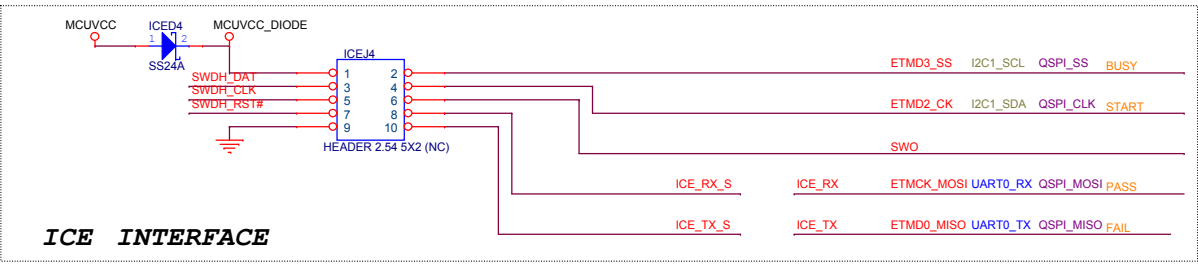 MCUVCC ICED4 MCUVCC_DIODE
1 2
SS24A
ICEJ4
SWDH_DAT 1 2 ETMD3_SS I2C1_SCL QSPI_SS BUSY
SWDH_CLK 3 4
SWDH_RST# 5 6 ETMD2_CK I2C1_SDA QSPI_CLK START
7 8
9 10
HEADER 2.54 5X2 (NC) SWO
ICE_RX_S ICE_RX ETMCK_MOSI UART0_RX QSPI_MOSI PASS
ICE_TX_S ICE_TX ETMD0_MISO UART0_TX QSPI_MISO FAIL
ICE INTERFACE